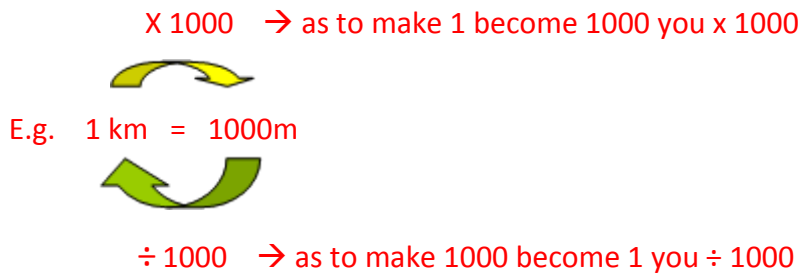 X 1000 → as to make 1 become 1000 you x 1000
E.g. 1 km = 1000m
÷ 1000 → as to make 1000 become 1 you ÷ 1000